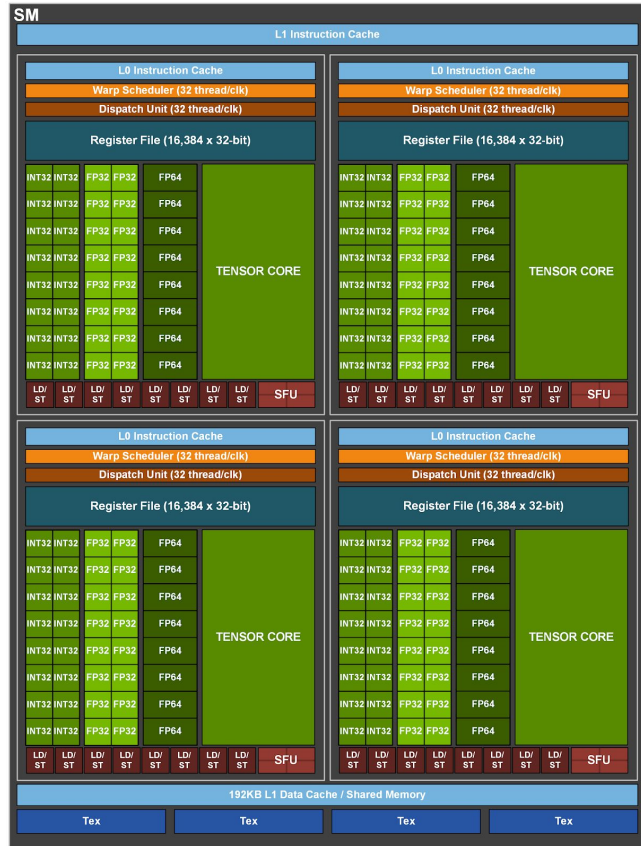 SM
L1 Instruction Cache
L0 Instruction Cache
Warp Scheduler (32 thread/clk)
Dispatch Unit (32 thread/clk)
Register File (16,384 x 32-bit)
INT32 INT32 FP32 FP32 FP64
INT32 INT32 FP32 FP32 FP64
INT32 INT32 FP32 FP32 FP64
INT32 INT32 FP32 FP32 FP64
TENSOR CORE
INT32 INT32 FP32 FP32 FP64
INT32 INT32 FP32 FP32 FP64
INT32 INT32 FP32 FP32 FP64
INT32 INT32 FP32 FP32 FP64
LD/ LD/ LD/ LD/ LD/ LD/ LD/ LD/
ST ST ST ST ST ST ST ST
SFU
L0 Instruction Cache
Warp Scheduler (32 thread/clk)
Dispatch Unit (32 thread/clk)
Register File (16,384 x 32-bit)
INT32 INT32 FP32 FP32 FP64
INT32 INT32 FP32 FP32 FP64
INT32 INT32 FP32 FP32 FP64
INT32 INT32 FP32 FP32 FP64
TENSOR CORE
INT32 INT32 FP32 FP32 FP64
INT32 INT32 FP32 FP32 FP64
INT32 INT32 FP32 FP32 FP64
INT32 INT32 FP32 FP32 FP64
LD/ LD/ LD/ LD/ LD/ LD/ LD/ LD/
ST ST ST ST ST ST ST ST
SFU
L0 Instruction Cache
Warp Scheduler (32 thread/clk)
Dispatch Unit (32 thread/clk)
Register File (16,384 x 32-bit)
INT32 INT32 FP32 FP32 FP64
INT32 INT32 FP32 FP32 FP64
INT32 INT32 FP32 FP32 FP64
INT32 INT32 FP32 FP32 FP64
TENSOR CORE
INT32 INT32 FP32 FP32 FP64
INT32 INT32 FP32 FP32 FP64
INT32 INT32 FP32 FP32 FP64
INT32 INT32 FP32 FP32 FP64
LD/ LD/ LD/ LD/ LD/ LD/ LD/ LD/
ST ST ST ST ST ST ST ST
SFU
L0 Instruction Cache
Warp Scheduler (32 thread/clk)
Dispatch Unit (32 thread/clk)
Register File (16,384 x 32-bit)
INT32 INT32 FP32 FP32 FP64
INT32 INT32 FP32 FP32 FP64
INT32 INT32 FP32 FP32 FP64
INT32 INT32 FP32 FP32 FP64
TENSOR CORE
INT32 INT32 FP32 FP32 FP64
INT32 INT32 FP32 FP32 FP64
INT32 INT32 FP32 FP32 FP64
INT32 INT32 FP32 FP32 FP64
LD/ LD/ LD/ LD/ LD/ LD/ LD/ LD/
ST ST ST ST ST ST ST ST
SFU
192KB L1 Data Cache / Shared Memory
Tex Tex Tex Tex